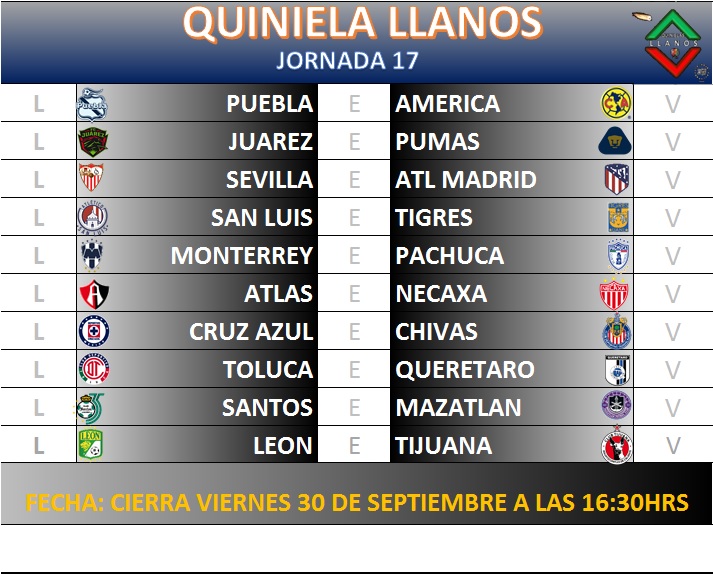 QUINIELA LLANOS
JORNADA 17
LLANOS
L PUEBLA E AMERICA V
L JUAREZ E PUMAS V
L SEVILLA E ATL MADRID V
L SAN LUIS E TIGRES V
L MONTERREY E PACHUCA V
L ATLAS E NECAXA V
L CRUZ AZUL E CHIVAS V
L TOLUCA E QUERETARO V
L SANTOS E MAZATLAN V
L LEON E TIJUANA V
FECHA: CIERRA VIERNES 30 DE SEPTIEMBRE A LAS 16:30HRS